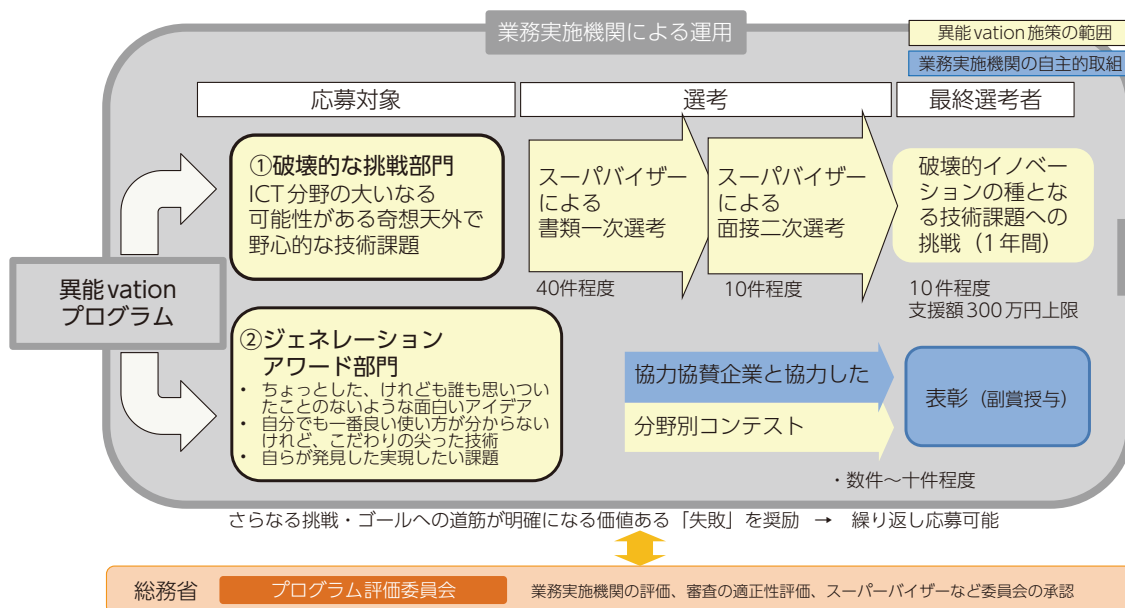 業務実施機関による運用
異能vation 施策の範囲
業務実施機関の自主的取組
応募対象
選考
最終選考者
異能vation
プログラム
①破壊的な挑戦部門
ICT分野の大いなる
可能性がある奇想天外で
野心的な技術課題
スーパバイザー
による
書類一次選考
40件程度
スーパバイザー
による
面接二次選考
10件程度
破壊的イノベー
ションの種とな
る技術課題への
挑戦（1年間）
10件程度
支援額300万円上限
②ジェネレーション
アワード部門
• ちょっとした、けれども誰も思いつい
たことのないような面白いアイデア
• 自分でも一番良い使い方が分からない
けれど、こだわりの尖った技術
• 自らが発見した実現したい課題
協力協賛企業と協力した
分野別コンテスト
表彰（副賞授与）
・数件～十件程度
さらなる挑戦・ゴールへの道筋が明確になる価値ある「失敗」を奨励 → 繰り返し応募可能
総務省
プログラム評価委員会
業務実施機関の評価、審査の適正性評価、スーパーバイザーなど委員会の承認